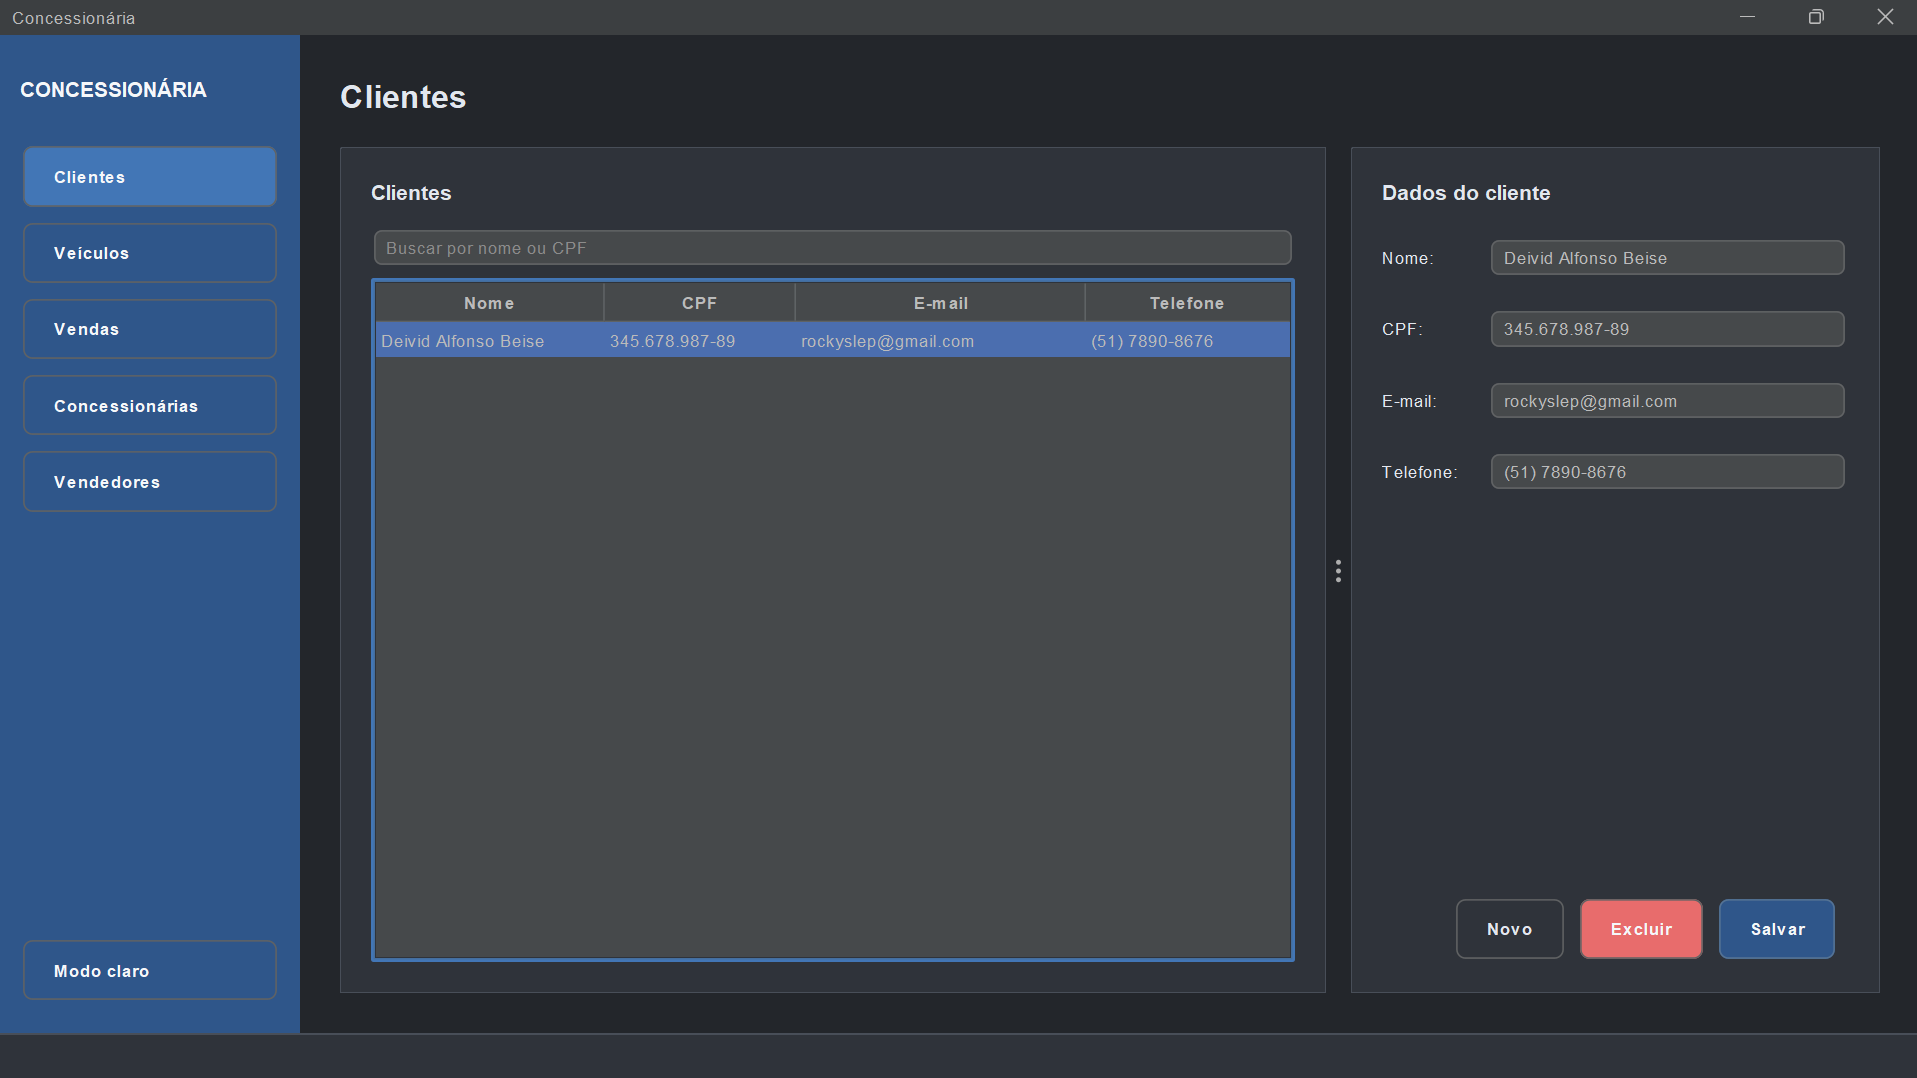 Concessionária
CONCESSIONÁRIA
Clientes
Veículos
Vendas
Concessionárias
Vendedores
Modo claro
Clientes
Clientes
Buscar por nome ou CPF
Nome CPF E-mail Telefone
Deivid Alfonso Beise 345.678.987-89 rockyslep@gmail.com (51) 7890-8676
Dados do cliente
Nome: Deivid Alfonso Beise
CPF: 345.678.987-89
E-mail: rockyslep@gmail.com
Telefone: (51) 7890-8676
Novo Excluir Salvar